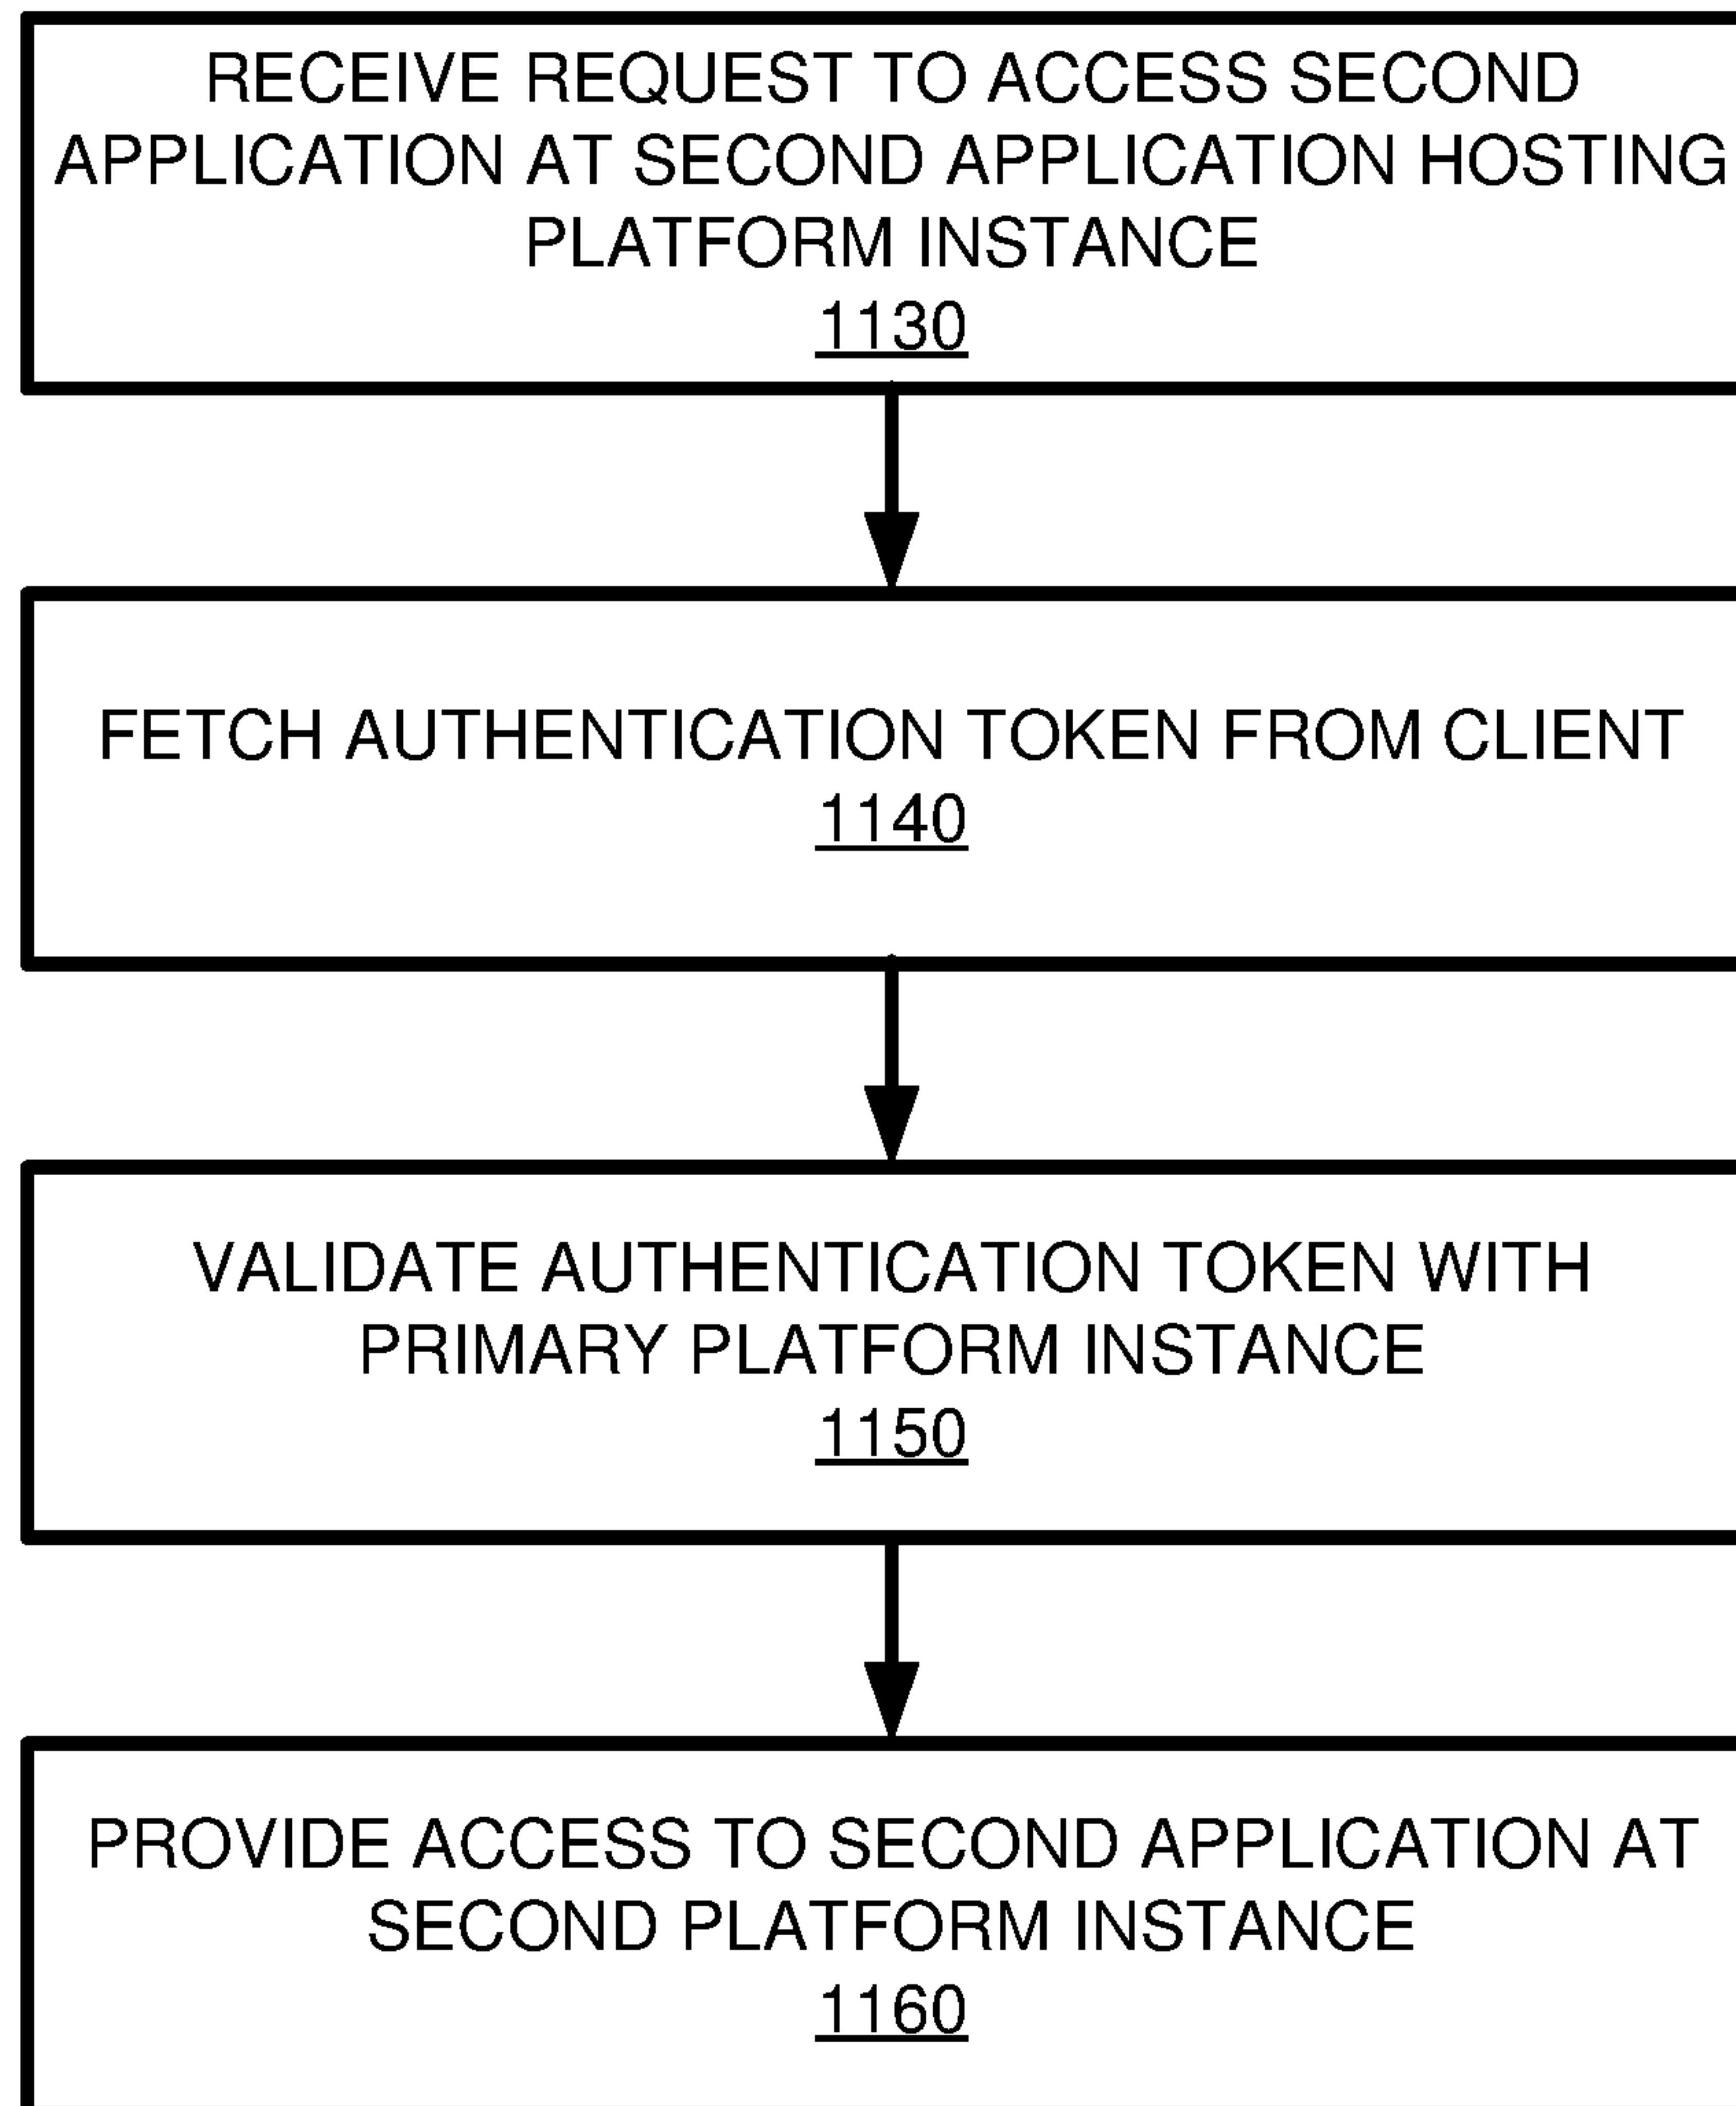 RECEIVE REQUEST TO ACCESS SECOND
APPLICATION AT SECOND APPLICATION HOSTING
PLATFORM INSTANCE
1130
FETCH AUTHENTICATION TOKEN FROM CLIENT
1140
VALIDATE AUTHENTICATION TOKEN WITH
PRIMARY PLATFORM INSTANCE
1150
PROVIDE ACCESS TO SECOND APPLICATION AT
SECOND PLATFORM INSTANCE
1160